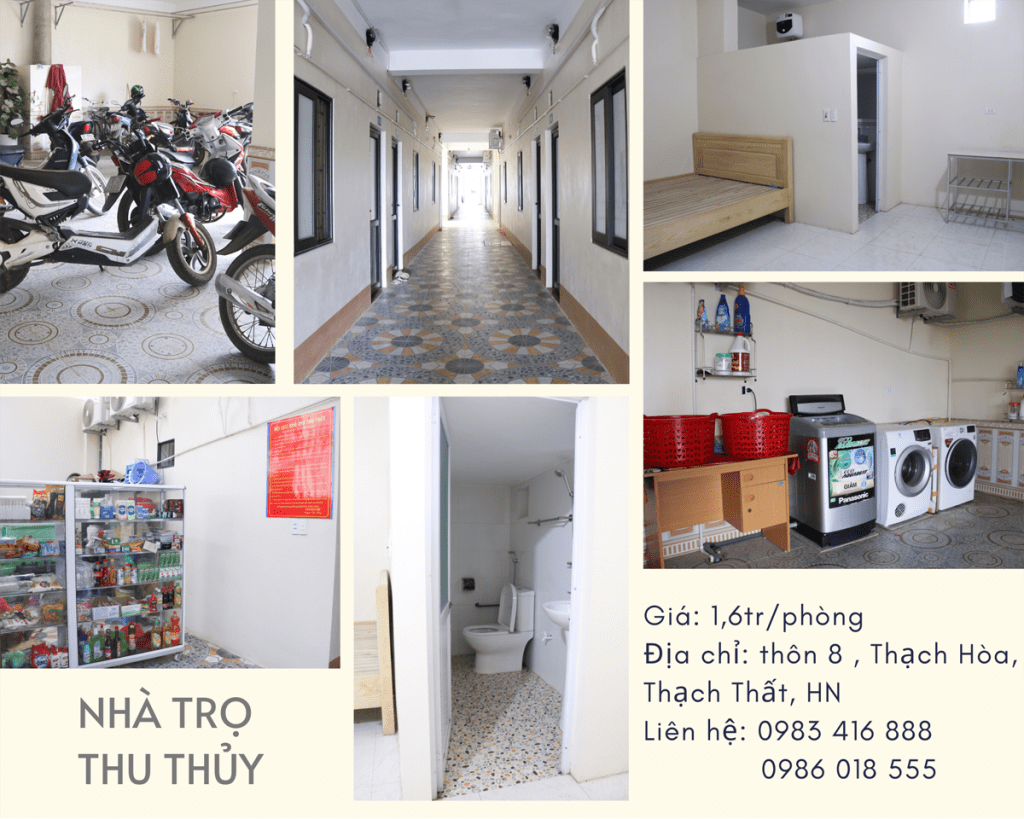 NHÀ TRỌ
THU THỦY
Giá: 1,6tr/phòng
Địa chỉ: thôn 8 , Thạch Hòa,
Thạch Thất, HN
Liên hệ: 0983 416 888
0986 018 555
Panasonic